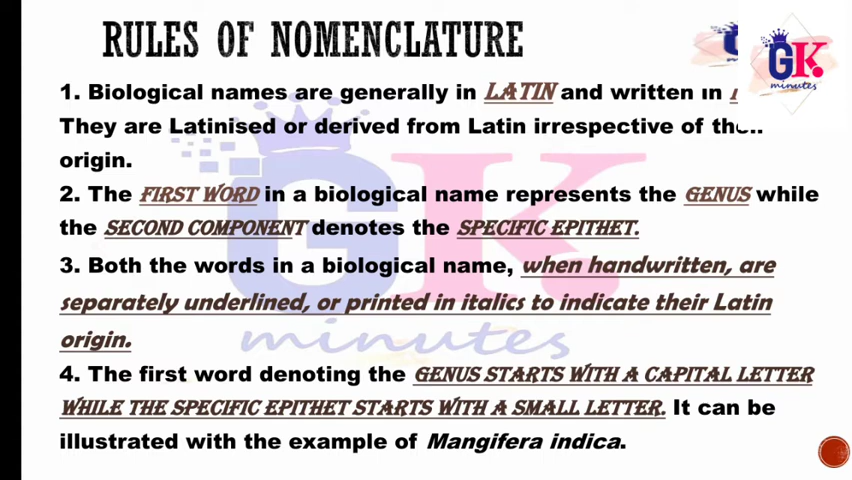 RULES OF NOMENCLATURE
GK
minutes
1. Biological names are generally in LATIN and written in
They are Latinised or derived from Latin irrespective of
origin.
2. The FIRST WORD in a biological name represents the GENUS while
the SECOND COMPONENT denotes the SPECIFIC EPITHET.
3. Both the words in a biological name, when handwritten, are
separately underlined, or printed in italics to indicate their Latin
origin.
4. The first word denoting the GENUS STARTS WITH A CAPITAL LETTER
WHILE THE SPECIFIC EPITHET STARTS WITH A SMALL LETTER. It can be
illustrated with the example of Mangifera indica.
GK
minutes